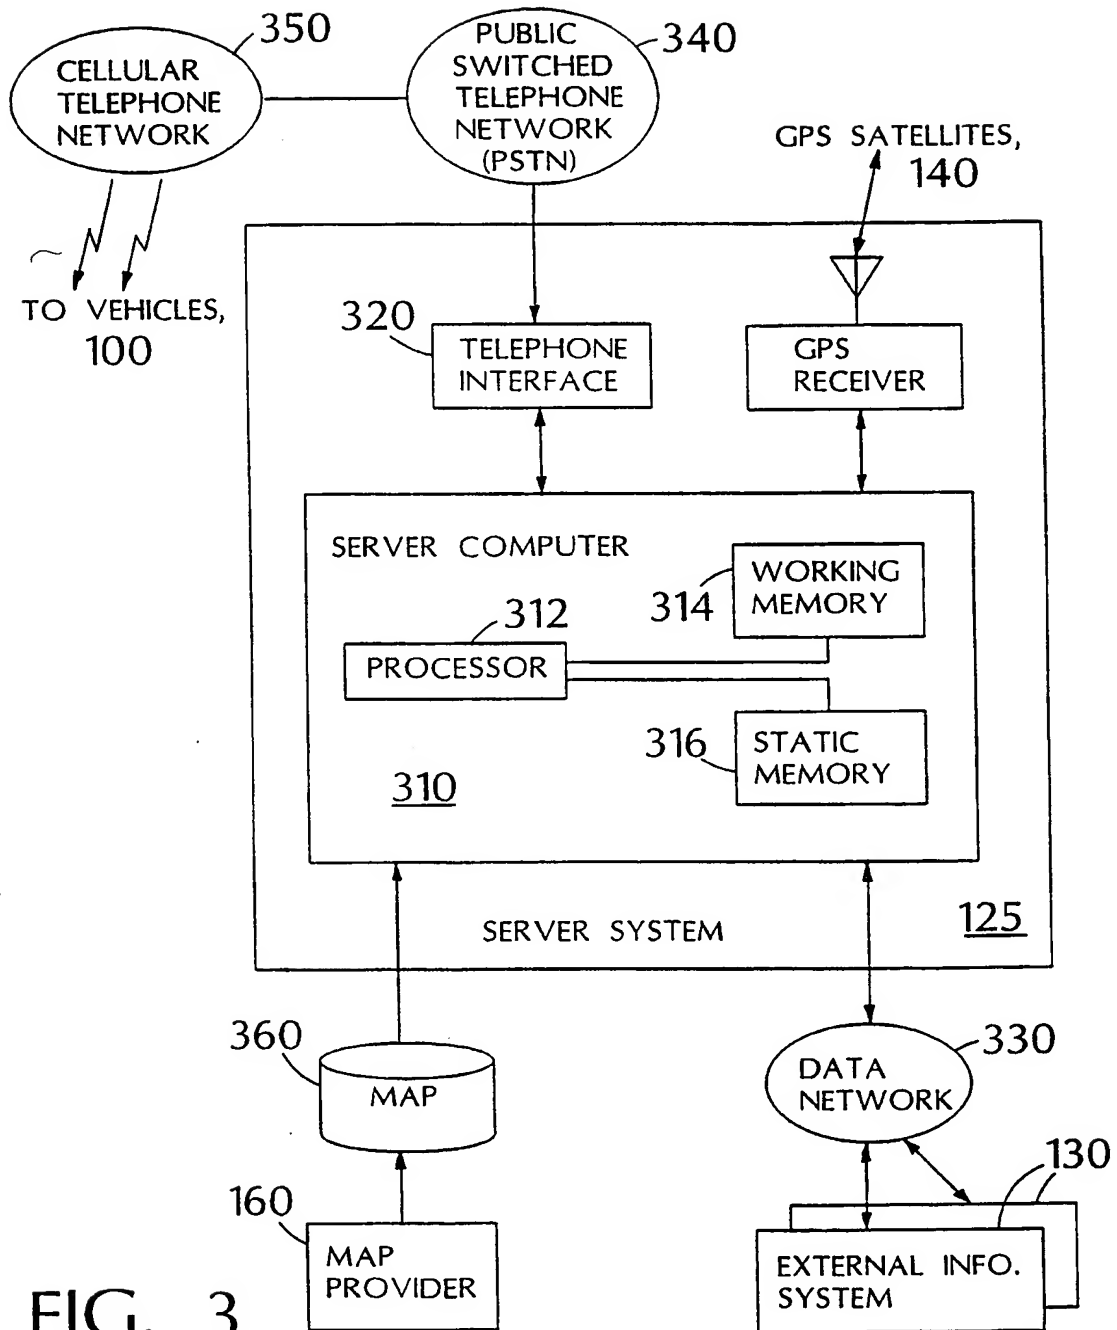 350
CELLULAR
TELEPHONE
NETWORK
PUBLIC
SWITCHED
TELEPHONE
NETWORK
(PSTN)
340
GPS SATELLITES,
140
TO VEHICLES,
100
320
TELEPHONE
INTERFACE
GPS
RECEIVER
SERVER COMPUTER
312
PROCESSOR
314
WORKING
MEMORY
316
STATIC
MEMORY
310
SERVER SYSTEM
125
360
MAP
330
DATA
NETWORK
160
MAP
PROVIDER
130
EXTERNAL INFO.
SYSTEM
FIG. 3